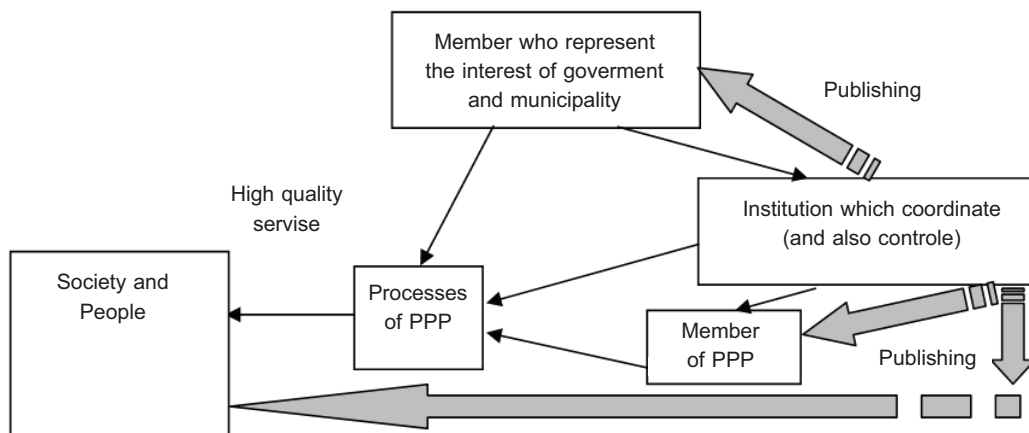 Member who represent
the interest of goverment
and municipality
Publishing
High quality
servise
Institution which coordinate
(and also controle)
Society and
People
Processes
of PPP
Member
of PPP
Publishing